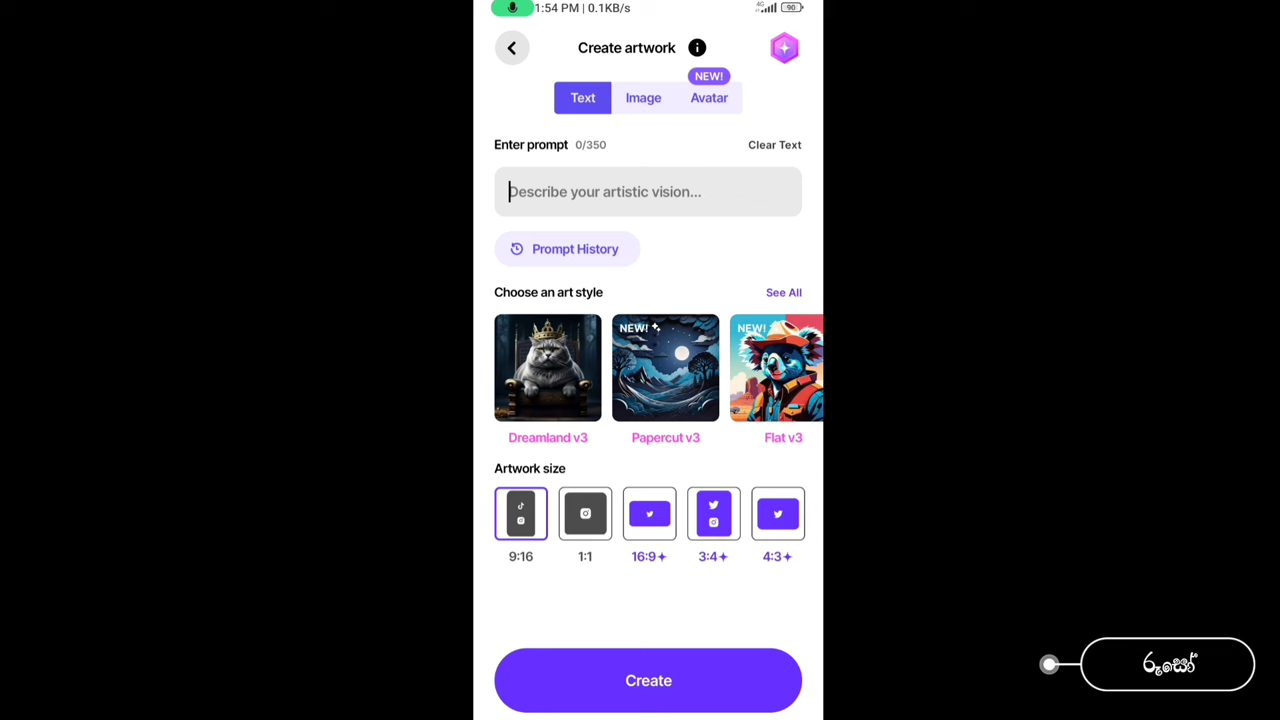 1:54 PM | 0.1KB/s 4G 90
Create artwork
NEW!
Text Image Avatar
Enter prompt 0/350 Clear Text
Describe your artistic vision...
Prompt History
Choose an art style See All
NEW! NEW!
Dreamland v3 Papercut v3 Flat v3
Artwork size
9:16 1:1 16:9 3:4 4:3
Create
රූසෝ